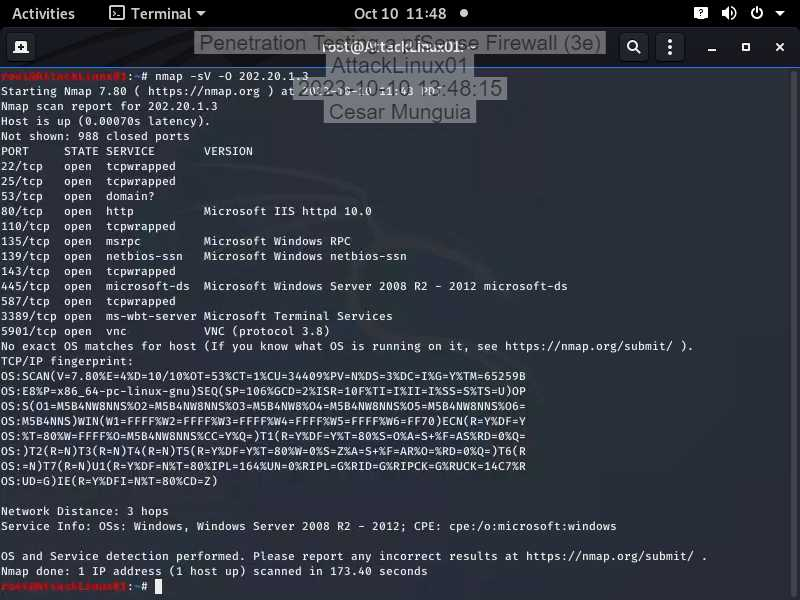 Activities Terminal Oct 10 11:48
Penetration Testing - pfSense Firewall (3e)
root@AttackLinux01: ~
AttackLinux01
2023-10-10 12:48:15
Cesar Munguia
root@AttackLinux01:~# nmap -sV -O 202.20.1.3
Starting Nmap 7.80 ( https://nmap.org ) at 11:43 PDT
Nmap scan report for 202.20.1.3
Host is up (0.00070s latency).
Not shown: 988 closed ports
PORT STATE SERVICE VERSION
22/tcp open tcpwrapped
25/tcp open tcpwrapped
53/tcp open domain?
80/tcp open http Microsoft IIS httpd 10.0
110/tcp open tcpwrapped
135/tcp open msrpc Microsoft Windows RPC
139/tcp open netbios-ssn Microsoft Windows netbios-ssn
143/tcp open tcpwrapped
445/tcp open microsoft-ds Microsoft Windows Server 2008 R2 - 2012 microsoft-ds
587/tcp open tcpwrapped
3389/tcp open ms-wbt-server Microsoft Terminal Services
5901/tcp open vnc VNC (protocol 3.8)
No exact OS matches for host (If you know what OS is running on it, see https://nmap.org/submit/ ).
TCP/IP fingerprint:
OS:SCAN(V=7.80%E=4%D=10/10%OT=53%CT=1%CU=34409%PV=N%DS=3%DC=I%G=Y%TM=65259B
OS:E8%P=x86_64-pc-linux-gnu)SEQ(SP=106%GCD=2%ISR=10F%TI=I%II=I%SS=S%TS=U)OP
OS:S(O1=M5B4NW8NNS%O2=M5B4NW8NNS%O3=M5B4NW8%O4=M5B4NW8NNS%O5=M5B4NW8NNS%O6=
OS:M5B4NNS)WIN(W1=FFFF%W2=FFFF%W3=FFFF%W4=FFFF%W5=FFFF%W6=FF70)ECN(R=Y%DF=Y
OS:%T=80%W=FFFF%O=M5B4NW8NNS%CC=Y%Q=)T1(R=Y%DF=Y%T=80%S=O%A=S+%F=AS%RD=0%Q=
OS:)T2(R=N)T3(R=N)T4(R=N)T5(R=Y%DF=Y%T=80%W=0%S=Z%A=S+%F=AR%O=%RD=0%Q=)T6(R
OS:=N)T7(R=N)U1(R=Y%DF=N%T=80%IPL=164%UN=0%RIPL=G%RID=G%RIPCK=G%RUCK=14C7%R
OS:UD=G)IE(R=Y%DFI=N%T=80%CD=Z)
Network Distance: 3 hops
Service Info: OSs: Windows, Windows Server 2008 R2 - 2012; CPE: cpe:/o:microsoft:windows
OS and Service detection performed. Please report any incorrect results at https://nmap.org/submit/ .
Nmap done: 1 IP address (1 host up) scanned in 173.40 seconds
root@AttackLinux01:~#